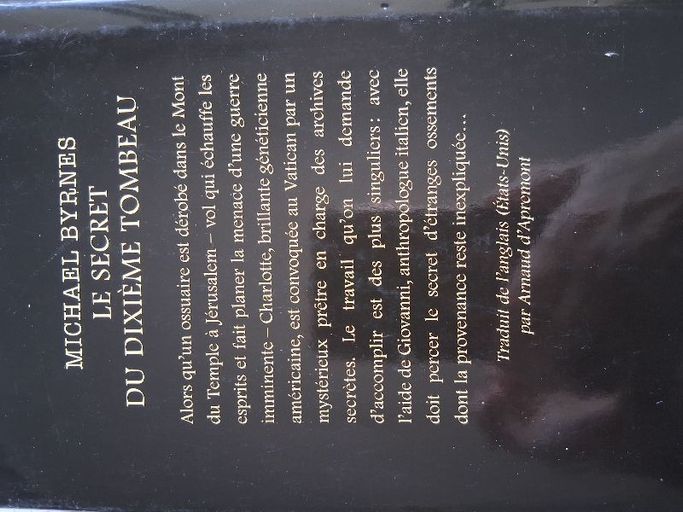 MICHAEL BYRNES
LE SECRET
DU DIXIÈME TOMBEAU
Alors qu'un ossuaire est dérobé dans le Mont
du Temple à Jérusalem – vol qui échauffe les
esprits et fait planer la menace d'une guerre
imminente – Charlotte, brillante généticienne
américaine, est convoquée au Vatican par un
mystérieux prêtre en charge des archives
secrètes. Le travail qu'on lui demande
d'accomplir est des plus singuliers : avec
l'aide de Giovanni, anthropologue italien, elle
doit percer le secret d'étranges ossements
dont la provenance reste inexpliquée...
Traduit de l'anglais (États-Unis)
par Arnaud d'Apremont